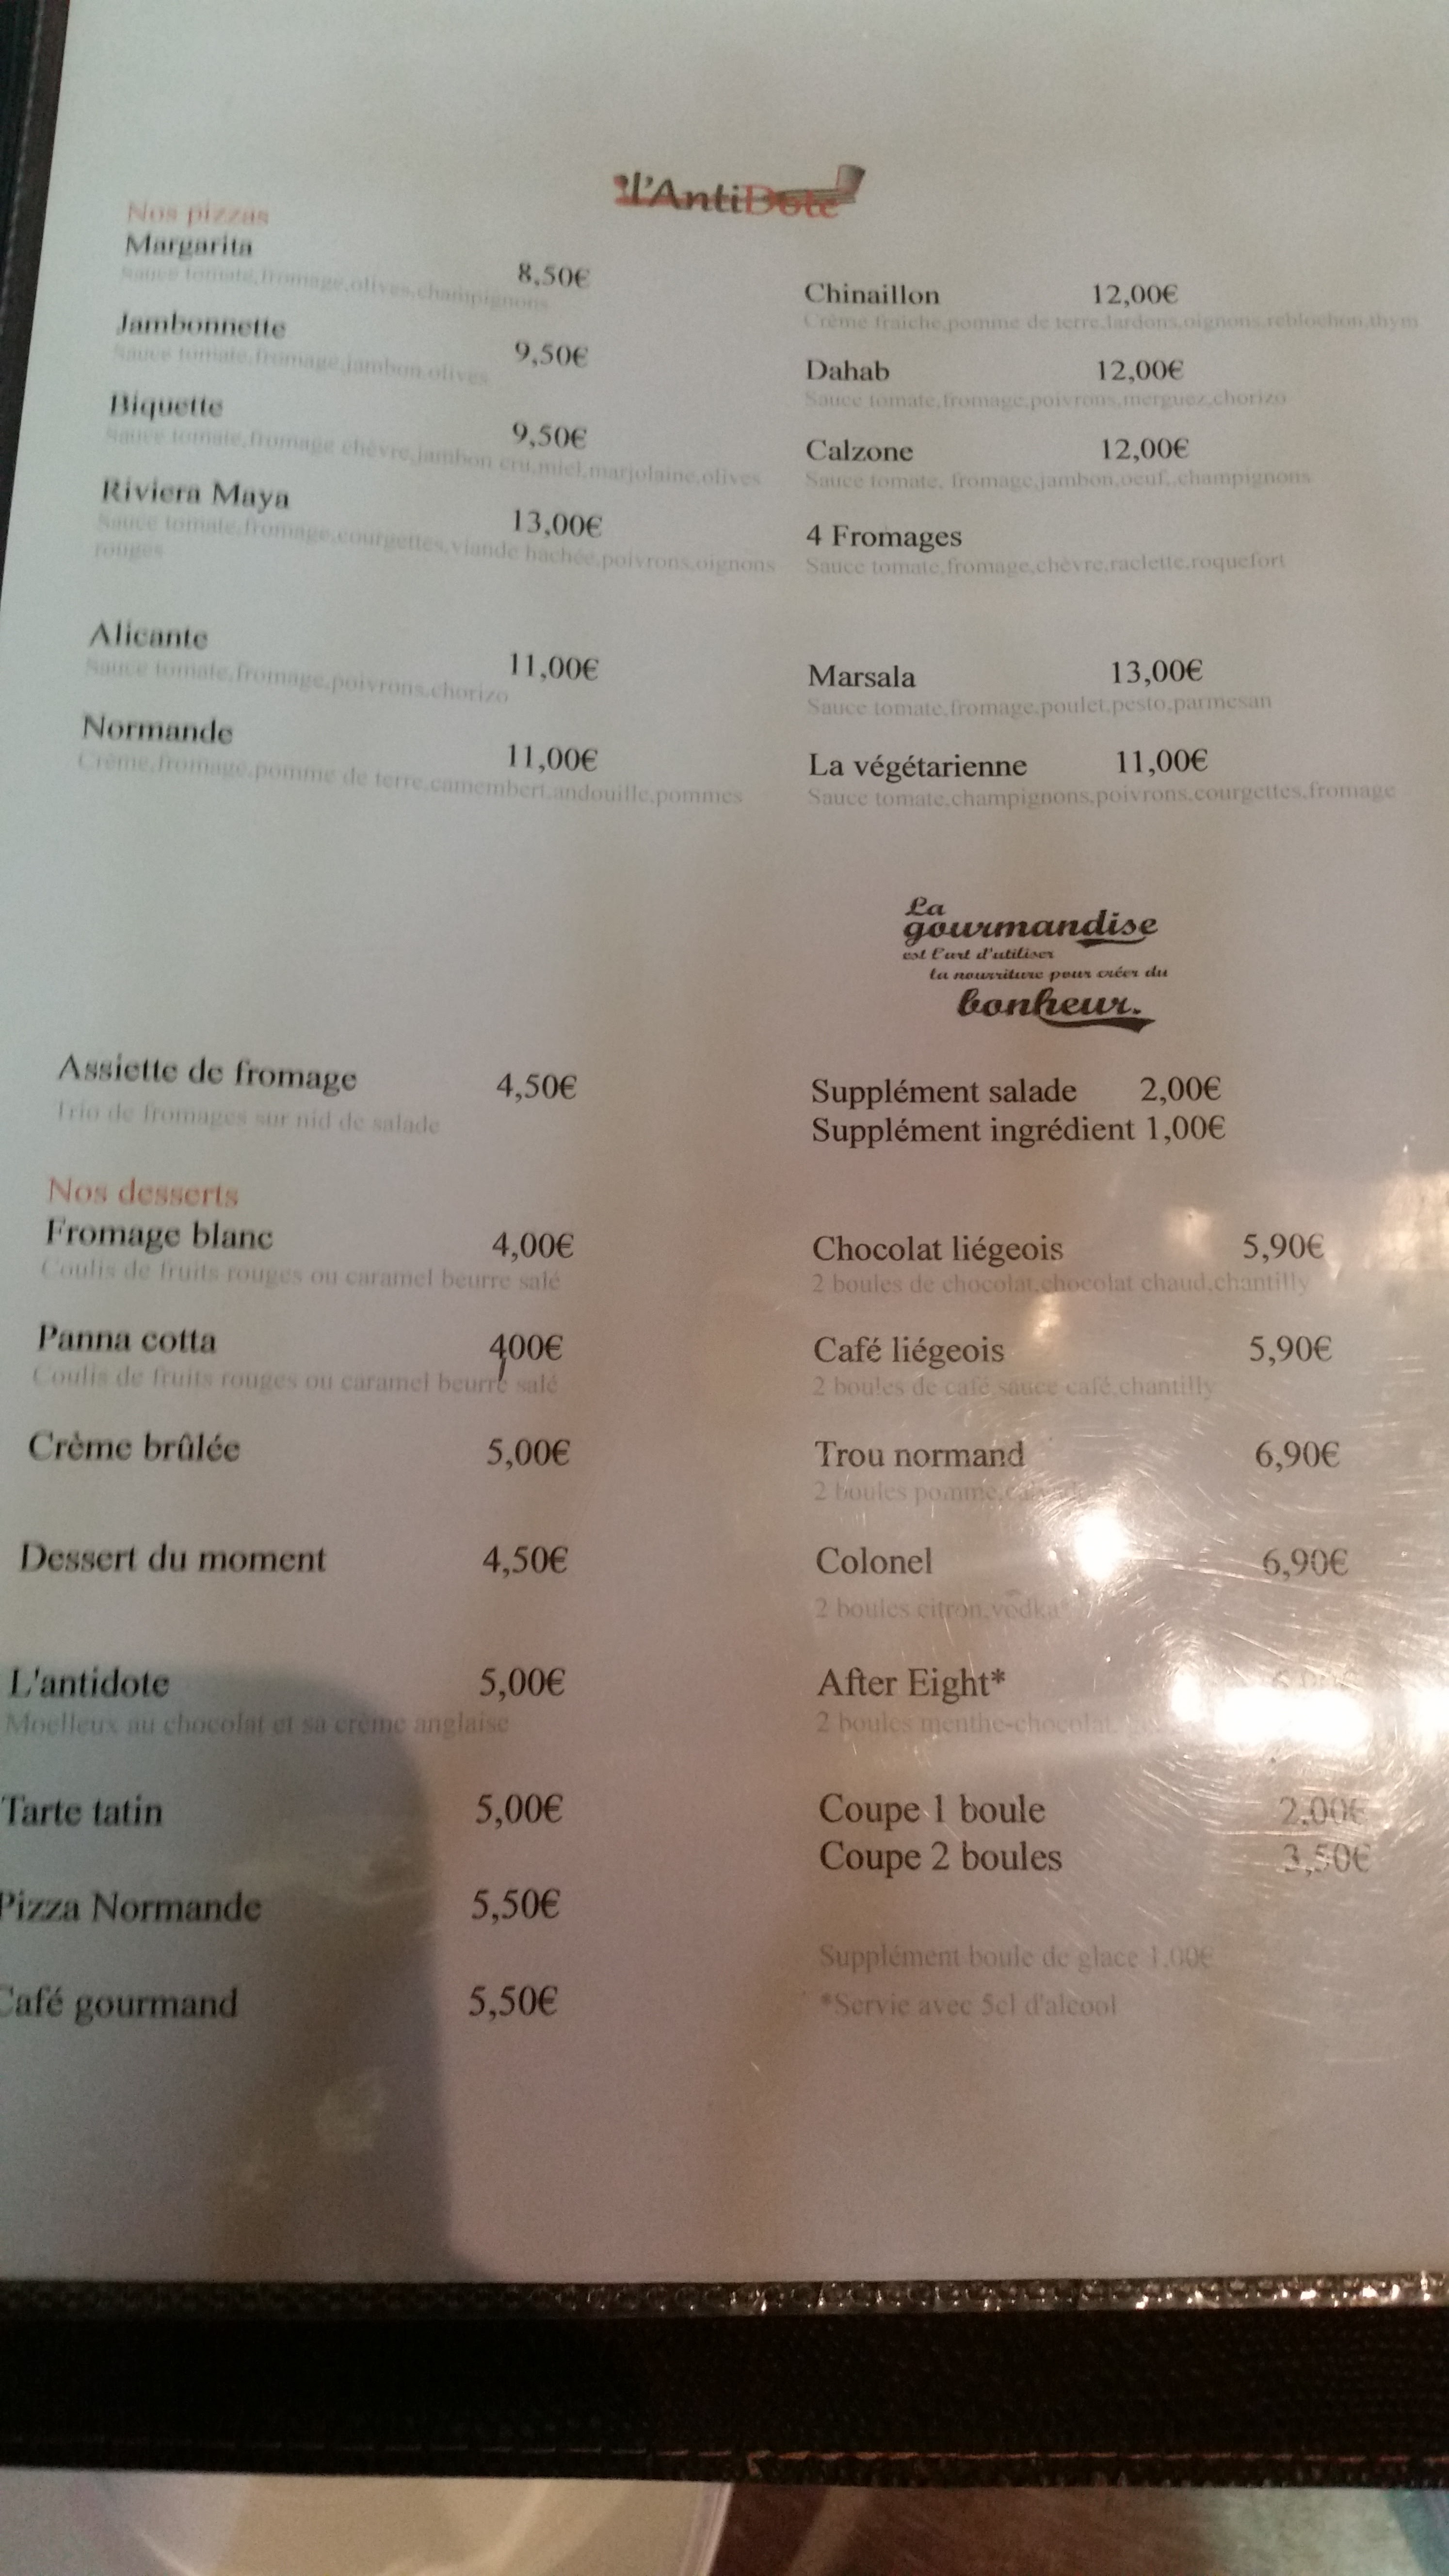 l'AntiDote
Nos pizzas
Margarita 8,50€
Sauce tomate,fromage,olives,champignons
Jambonnette 9,50€
Sauce tomate,fromage,jambon,olives
Biquette 9,50€
Sauce tomate,fromage chèvre,jambon cru,miel,marjolaine,olives
Riviera Maya 13,00€
Sauce tomate,fromage,courgettes,viande hachée,poivrons,oignons
rouges
Alicante 11,00€
Sauce tomate,fromage,poivrons,chorizo
Normande 11,00€
Crème,fromage,pomme de terre,camembert,andouille,pommes
Chinaillon 12,00€
Crème fraiche,pomme de terre,lardons,oignons,reblochon,thym
Dahab 12,00€
Sauce tomate,fromage,poivrons,merguez,chorizo
Calzone 12,00€
Sauce tomate, fromage,jambon,oeuf,,champignons
4 Fromages
Sauce tomate,fromage,chèvre,raclette,roquefort
Marsala 13,00€
Sauce tomate,fromage,poulet,pesto,parmesan
La végétarienne 11,00€
Sauce tomate,champignons,poivrons,courgettes,fromage
La
gourmandise
est l'art d'utiliser
la nourriture pour créer du
bonheur.
Assiette de fromage 4,50€
Trio de fromages sur nid de salade
Supplément salade 2,00€
Supplément ingrédient 1,00€
Nos desserts
Fromage blanc 4,00€
Coulis de fruits rouges ou caramel beurre salé
Panna cotta 400€
Coulis de fruits rouges ou caramel beurre salé
Crème brûlée 5,00€
Dessert du moment 4,50€
L'antidote 5,00€
Moelleux au chocolat et sa crème anglaise
Tarte tatin 5,00€
Pizza Normande 5,50€
Café gourmand 5,50€
Chocolat liégeois 5,90€
2 boules de chocolat,chocolat chaud,chantilly
Café liégeois 5,90€
2 boules de café,sauce café,chantilly
Trou normand 6,90€
2 boules pomme,
Colonel 6,90€
2 boules citron,vodka*
After Eight*
2 boules menthe-chocolat,
Coupe 1 boule 2,00€
Coupe 2 boules 3,50€
Supplément boule de glace 1,00€
*Servie avec 5cl d'alcool